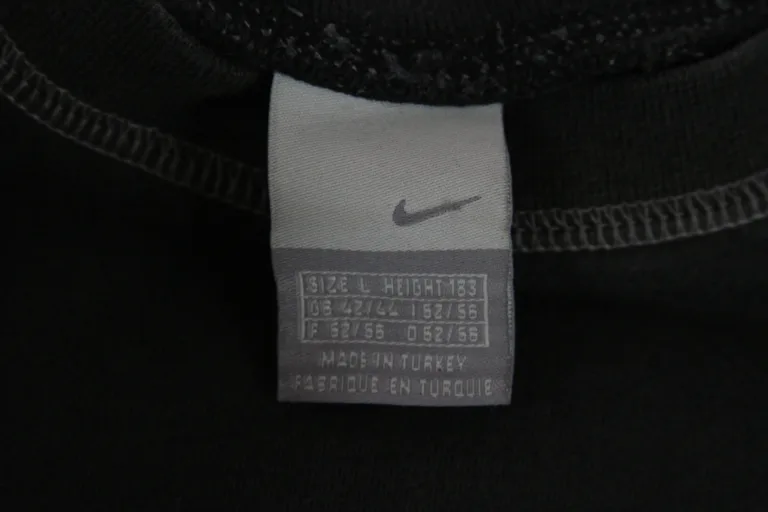 SIZE L HEIGHT 183
GB 42/44 I 52/56
F 52/56 D 52/56
MADE IN TURKEY
FABRIQUE EN TURQUIE